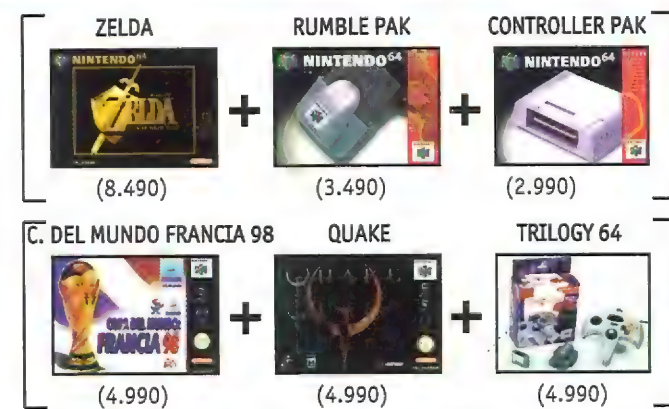 ZELDA RUMBLE PAK CONTROLLER PAK
NINTENDO64 NINTENDO64 NINTENDO64
ZELDA
+ +
(8.490) (3.490) (2.990)
C. DEL MUNDO FRANCIA 98 QUAKE TRILOGY 64
QUAKE
COPA DEL MUNDO:
FRANCIA 98
+ +
(4.990) (4.990) (4.990)